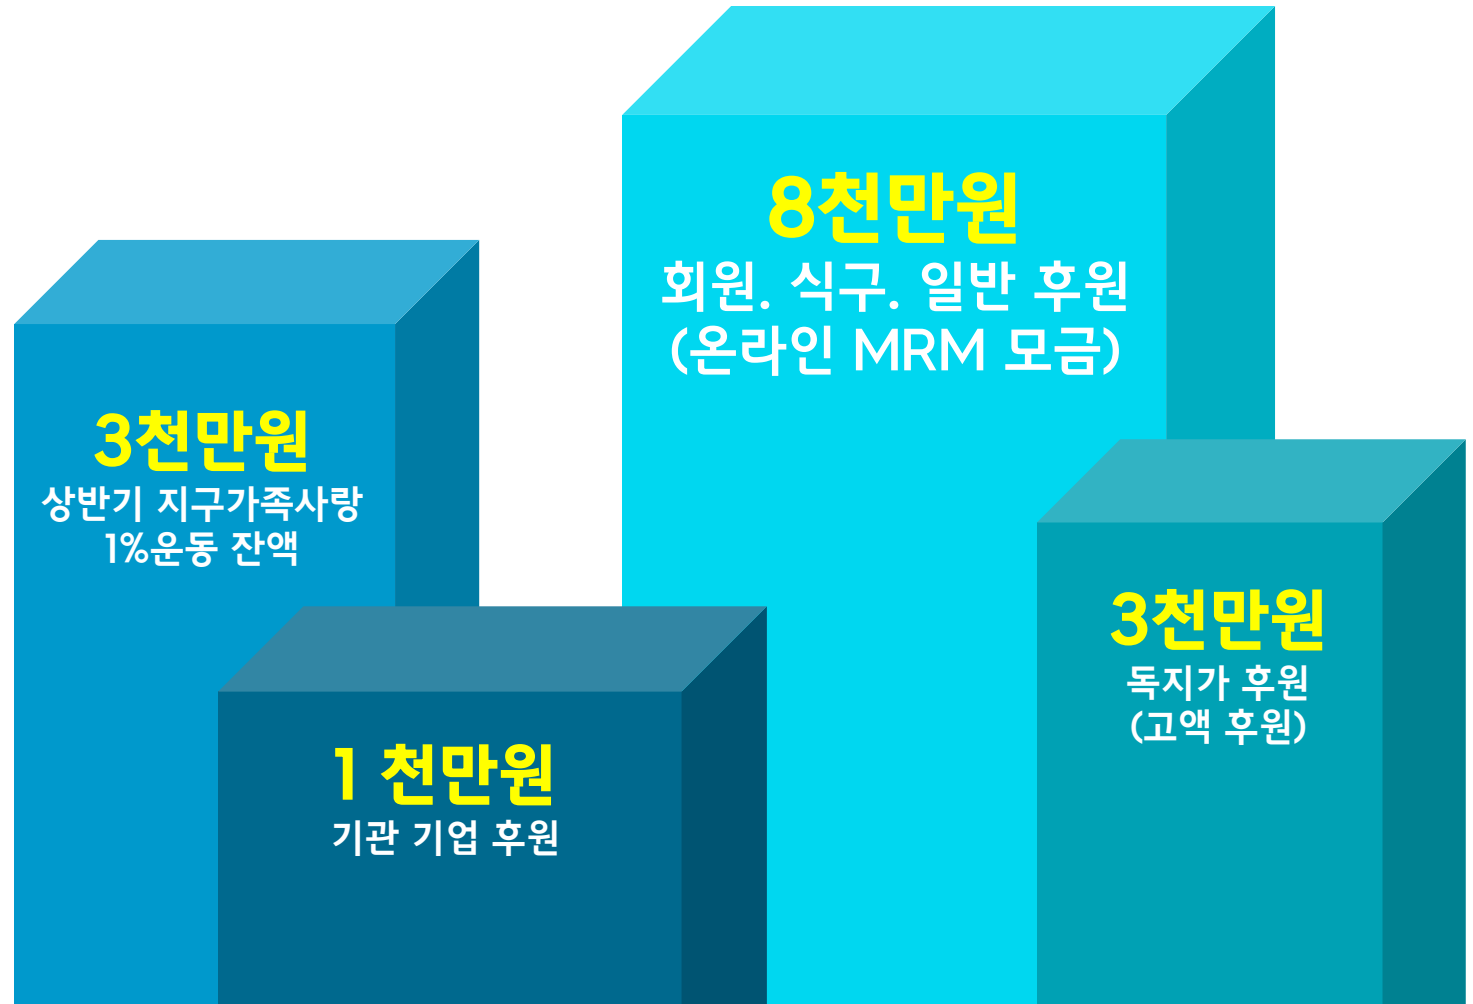 3천만원
상반기 지구가족사랑
1%운동 잔액
1 천만원
기관 기업 후원
8천만원
회원. 식구. 일반 후원
(온라인 MRM 모금)
3천만원
독지가 후원
(고액 후원)